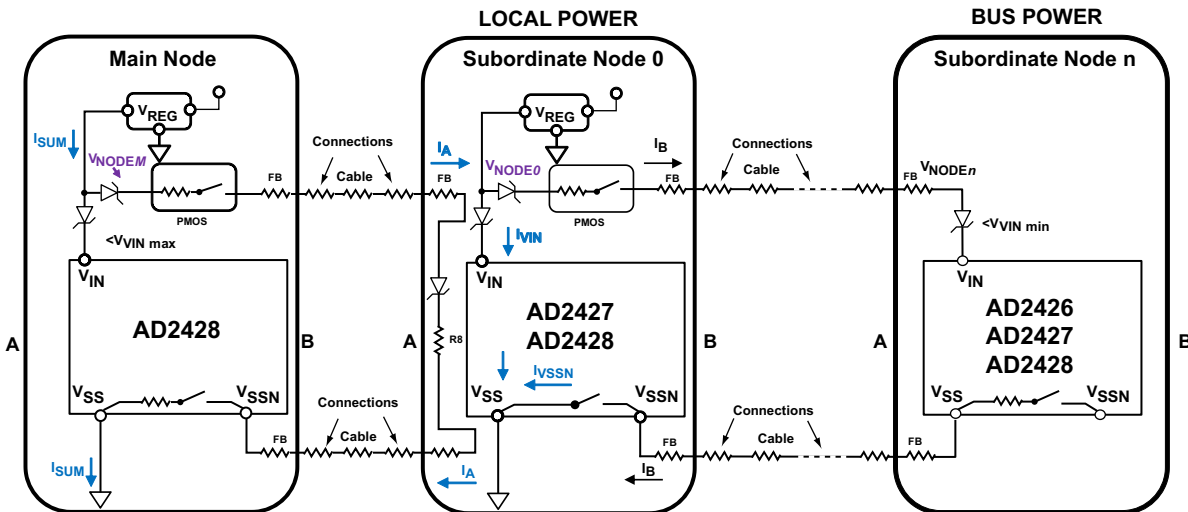 LOCAL POWER
BUS POWER
Main Node
Subordinate Node 0
Subordinate Node n
VREG
VREG
ISUM
VNODEM
PMOS
Connections
Cable
FB
FB
IA
VNODE0
PMOS
IB
FB
Connections
Cable
FB
VNODEn
<VVIN max
IVIN
<VVIN min
VIN
VIN
VIN
AD2428
AD2427
AD2428
AD2426
AD2427
AD2428
A
B
A
R8
B
A
B
VSS
VSSN
VSS
IVSSN
VSSN
VSS
VSSN
Connections
Cable
FB
Connections
Cable
FB
FB
ISUM
IA
IB